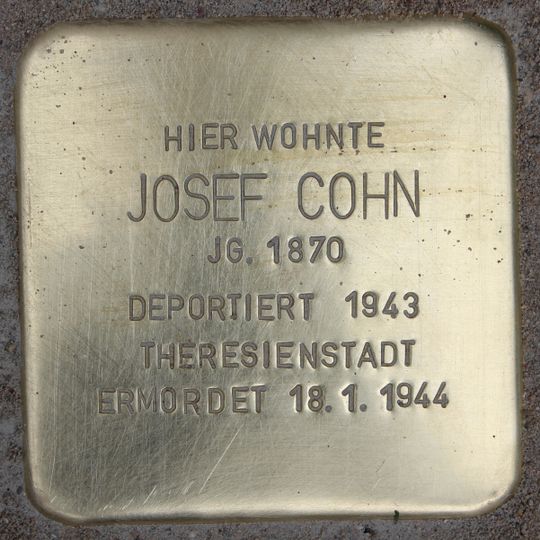 HIER WOHNTE
JOSEF COHN
JG. 1870
DEPORTIERT 1943
THERESIENSTADT
ERMORDET 18.1.1944